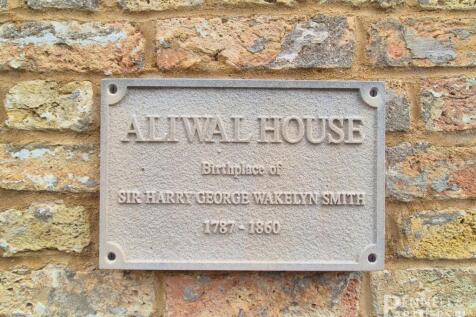 ALIWAL HOUSE
Birthplace of
SIR HARRY GEORGE WAKELYN SMITH
1787 - 1860